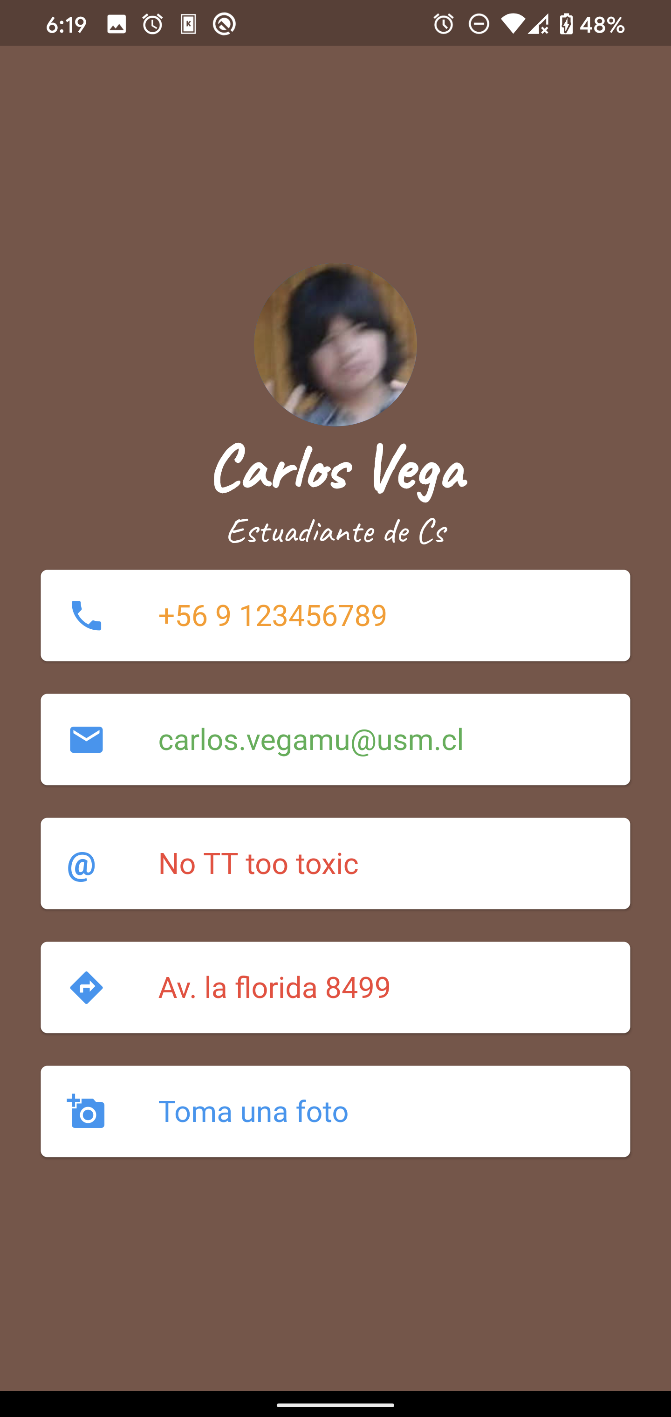 6:19
48%
Carlos Vega
Estuadiante de Cs
+56 9 123456789
carlos.vegamu@usm.cl
@ No TT too toxic
Av. la florida 8499
Toma una foto